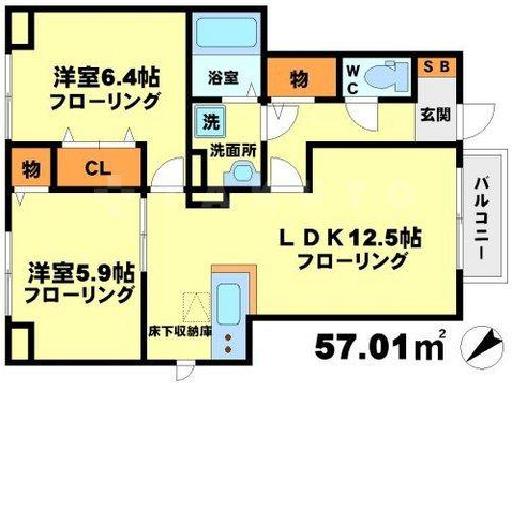 洋室6.4帖
フローリング
浴室
物
WC
SB
玄関
洗
洗面所
物
CL
バルコニー
LDK12.5帖
フローリング
洋室5.9帖
フローリング
床下収納庫
57.01㎡